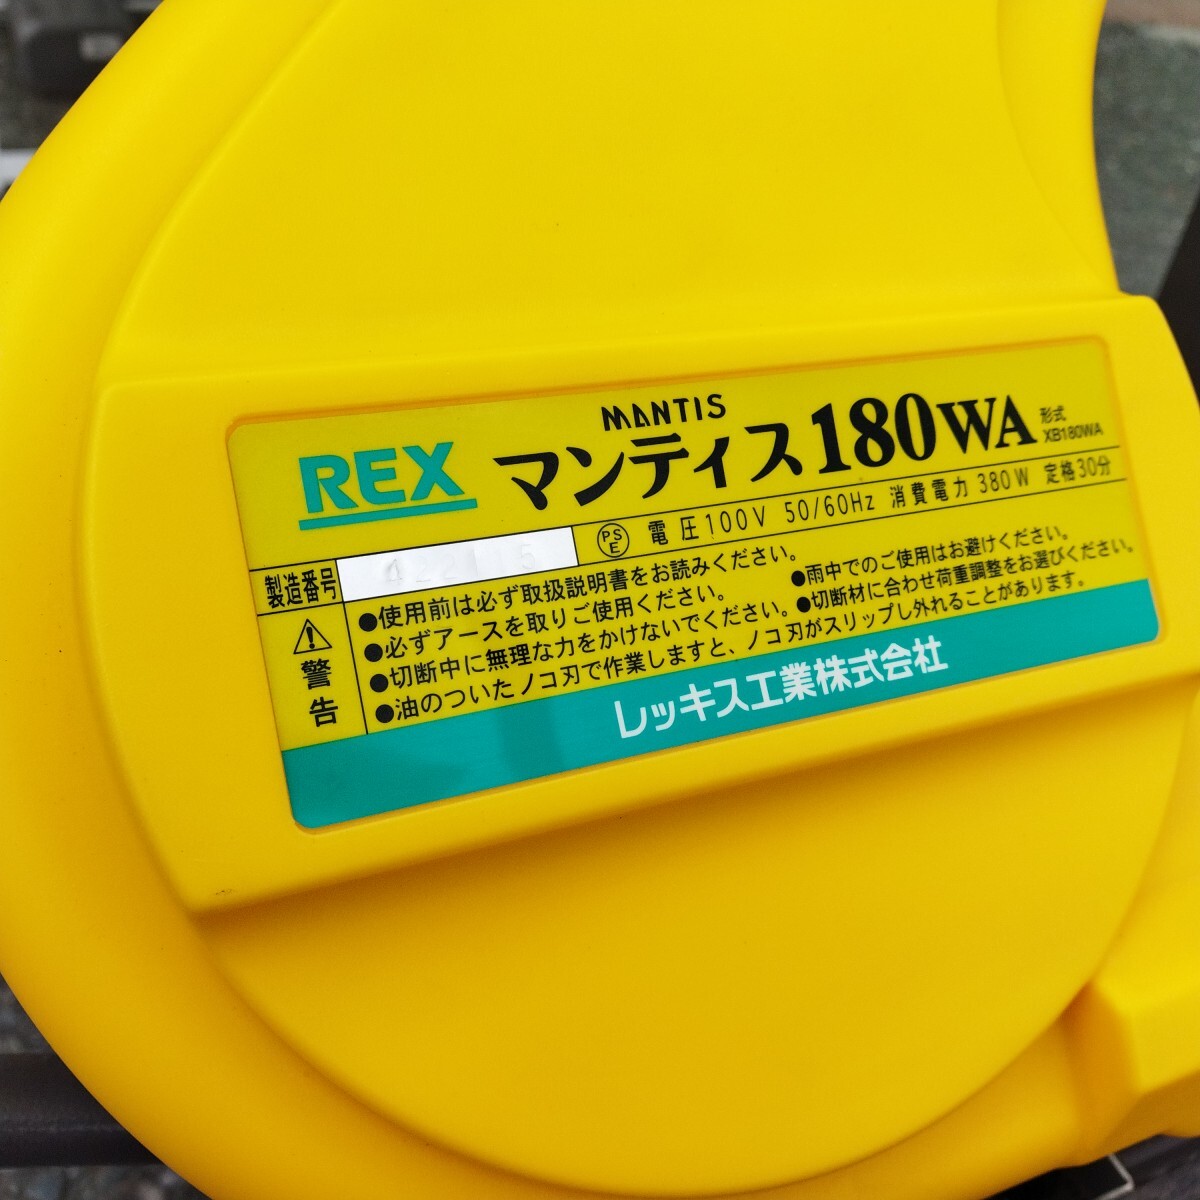 REX
MANTIS
マンティス180WA
形式
XB180WA
製造番号
PS
E
電圧100V 50/60Hz 消費電力380W 定格30分
警告
●使用前は必ず取扱説明書をお読みください。
●必ずアースを取りご使用ください。
●切断中に無理な力をかけないでください。
●油のついたノコ刃で作業しますと、ノコ刃がスリップし外れることがあります。
●雨中でのご使用はお避けください。
●切断材に合わせ荷重調整をお選びください。
レッキス工業株式会社